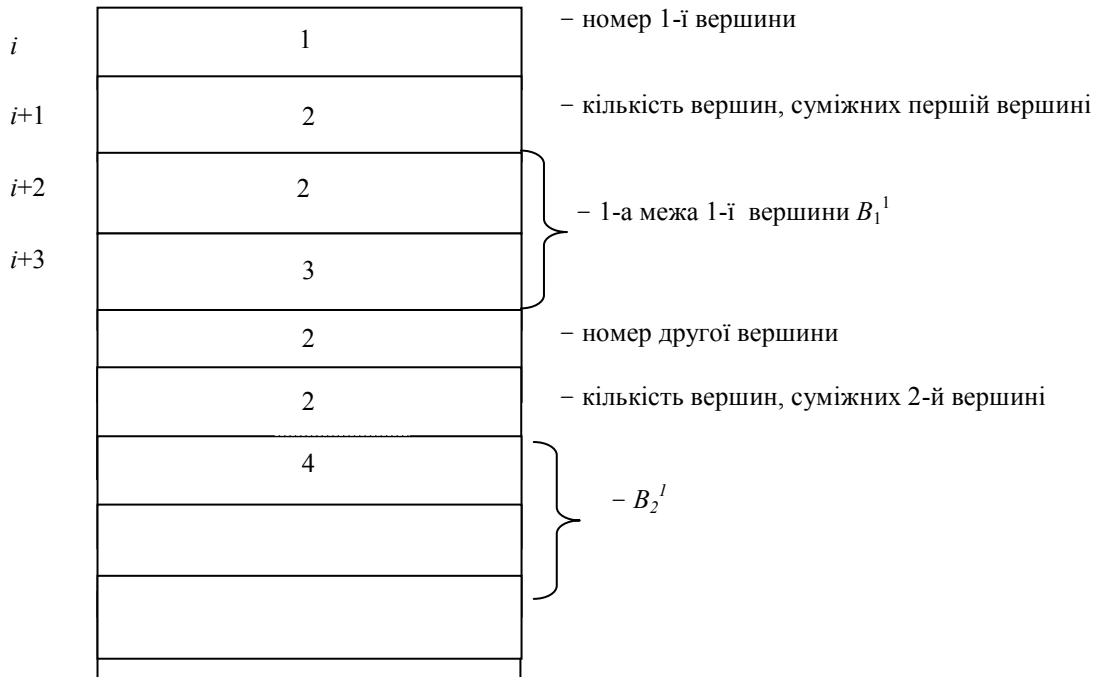 i 1 − номер 1-ї вершини
i+1 2 − кількість вершин, суміжних першій вершині
i+2 2
− 1-а межа 1-ї вершини B₁¹
i+3 3
2 − номер другої вершини
2 − кількість вершин, суміжних 2-й вершині
4
− B₂¹